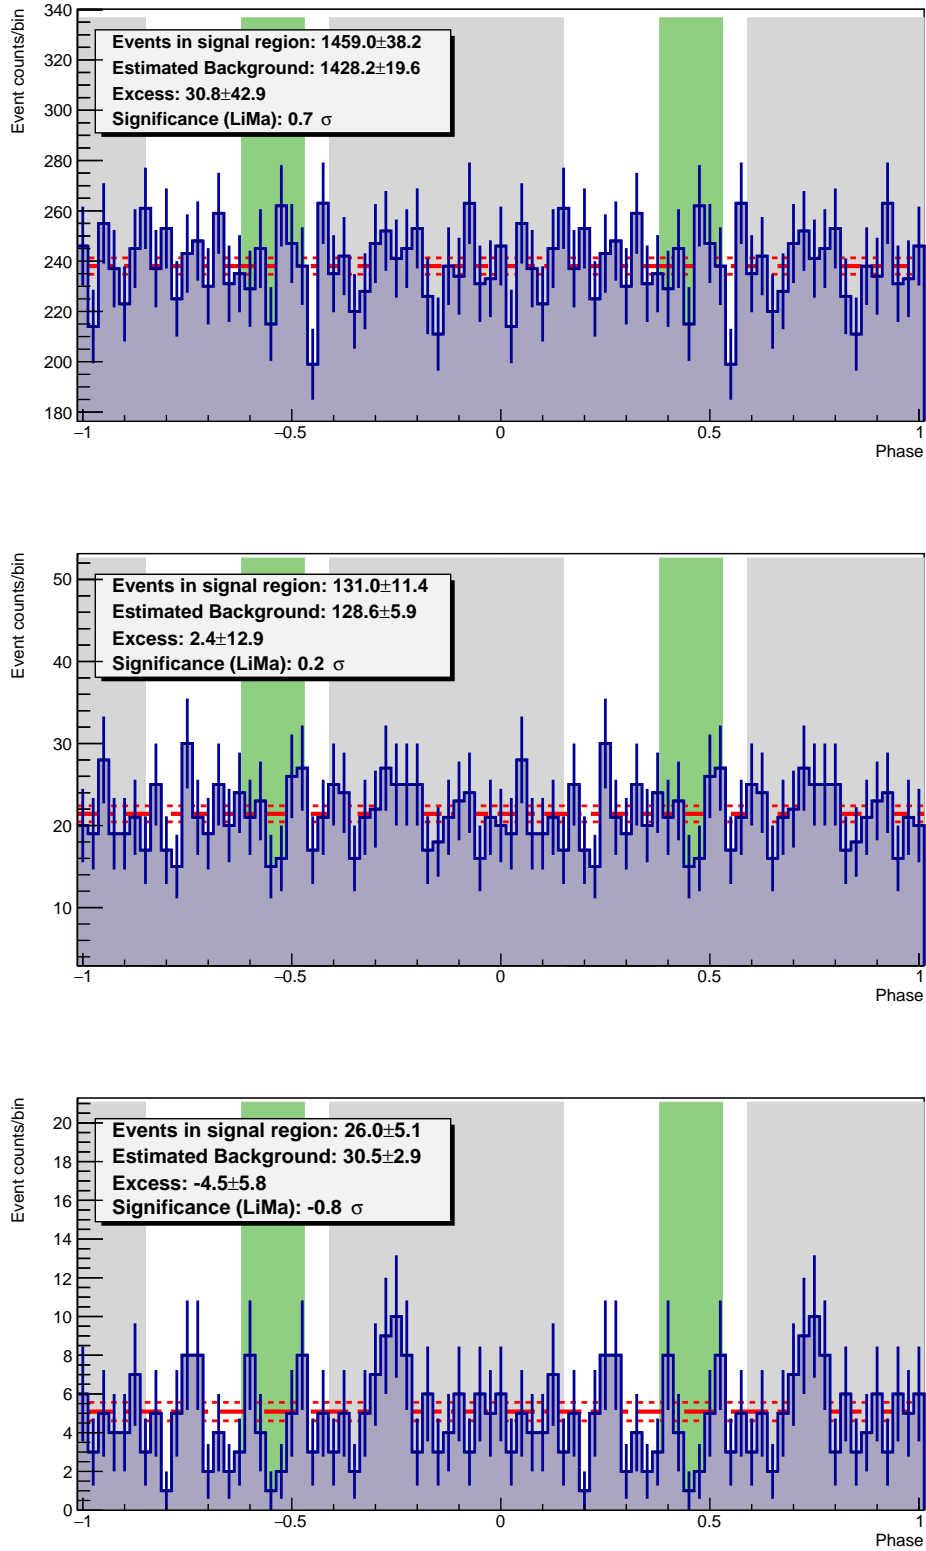 Event counts/bin
340
320
300
280
260
240
220
200
180
Events in signal region: 1459.0±38.2
Estimated Background: 1428.2±19.6
Excess: 30.8±42.9
Significance (LiMa): 0.7 σ
−1
−0.5
0
0.5
1
Phase
Event counts/bin
50
40
30
20
10
Events in signal region: 131.0±11.4
Estimated Background: 128.6±5.9
Excess: 2.4±12.9
Significance (LiMa): 0.2 σ
−1
−0.5
0
0.5
1
Phase
Event counts/bin
20
18
16
14
12
10
8
6
4
2
0
Events in signal region: 26.0±5.1
Estimated Background: 30.5±2.9
Excess: -4.5±5.8
Significance (LiMa): -0.8 σ
−1
−0.5
0
0.5
1
Phase